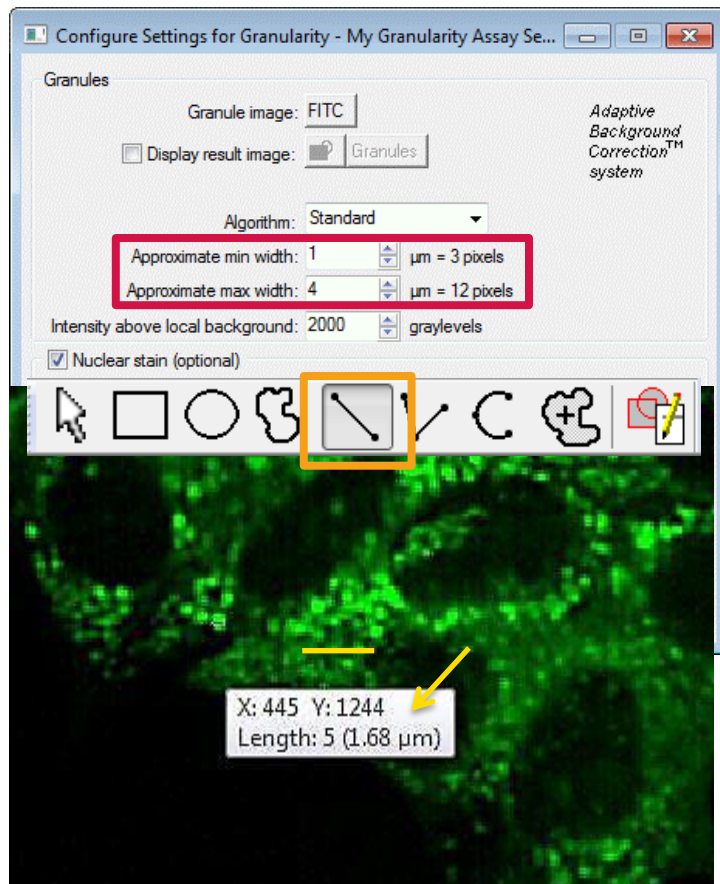 Configure Settings for Granularity - My Granularity Assay Se...
Granules
Granule image: FITC
Adaptive
Background
Correction™
system
Display result image: Granules
Algorithm: Standard
Approximate min width: 1 µm = 3 pixels
Approximate max width: 4 µm = 12 pixels
Intensity above local background: 2000 graylevels
Nuclear stain (optional)
X: 445 Y: 1244
Length: 5 (1.68 µm)